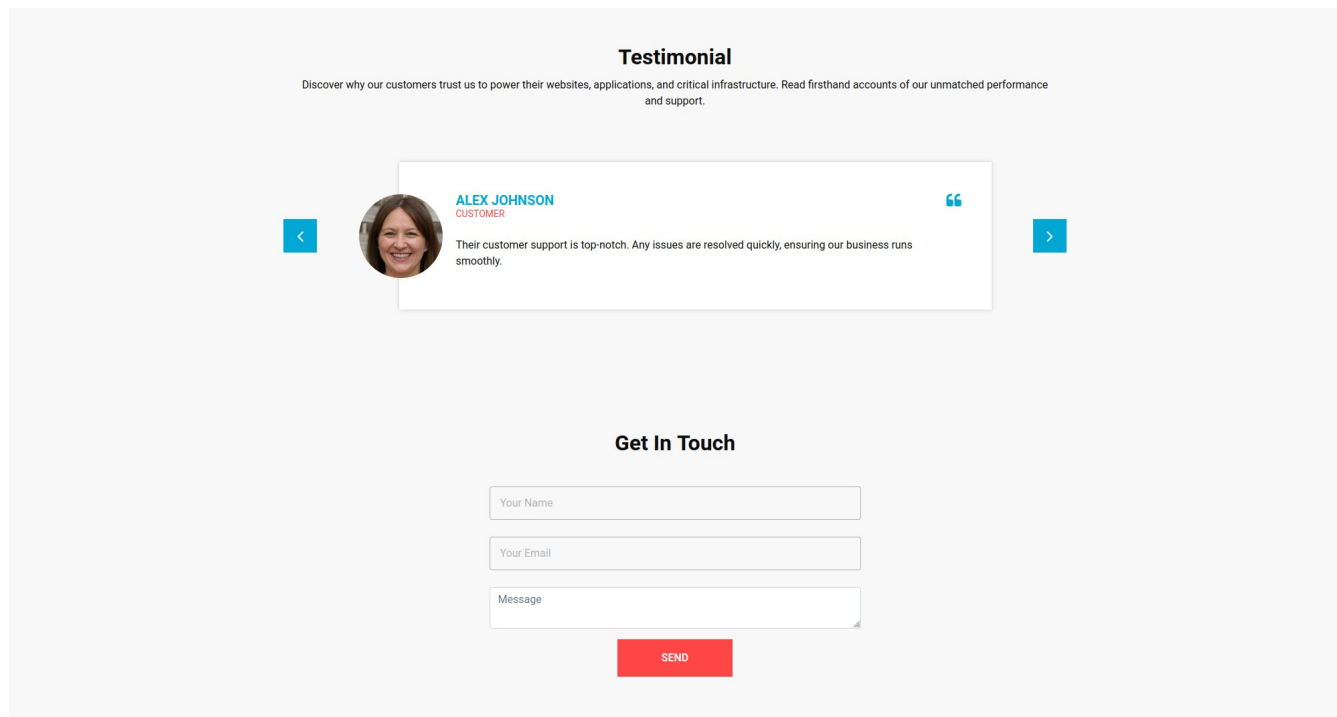 Testimonial
Discover why our customers trust us to power their websites, applications, and critical infrastructure. Read firsthand accounts of our unmatched performance
and support.
ALEX JOHNSON
CUSTOMER
Their customer support is top-notch. Any issues are resolved quickly, ensuring our business runs
smoothly.
Get In Touch
Your Name
Your Email
Message
SEND